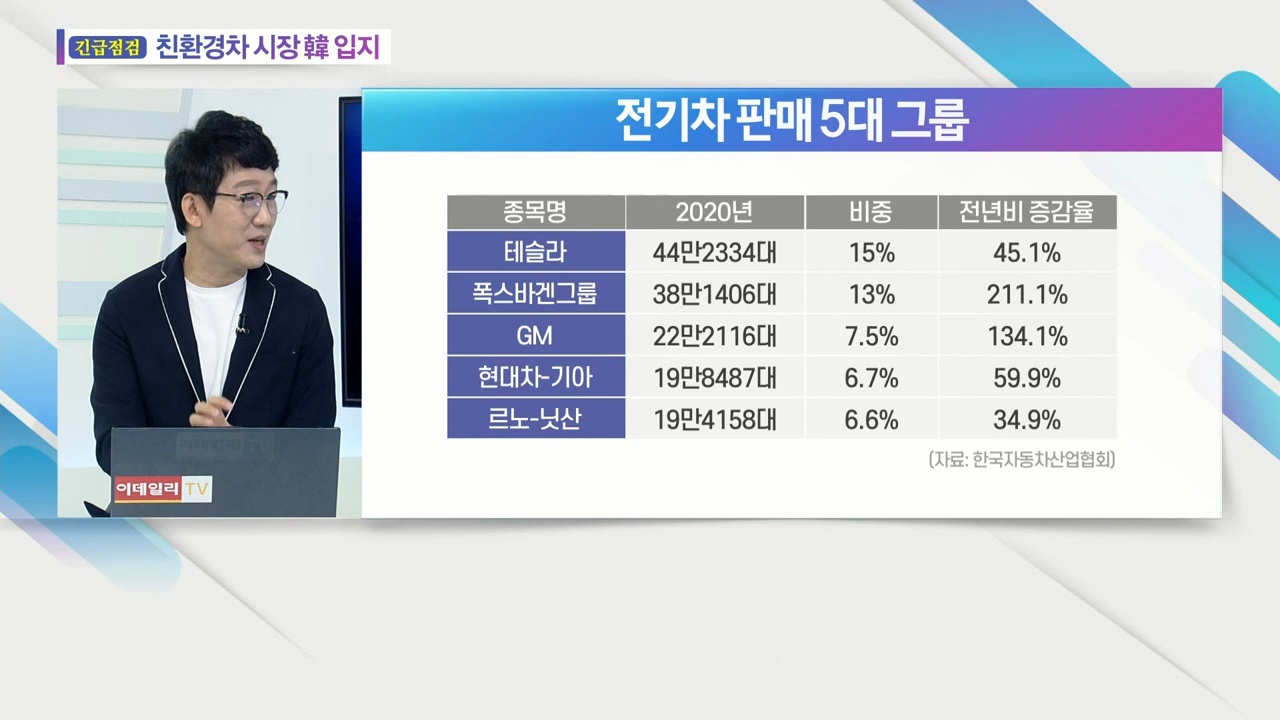 긴급점검 친환경차 시장 韓 입지
전기차 판매 5대 그룹
종목명 2020년 비중 전년비 증감율
테슬라 44만2334대 15% 45.1%
폭스바겐그룹 38만1406대 13% 211.1%
GM 22만2116대 7.5% 134.1%
현대차-기아 19만8487대 6.7% 59.9%
르노-닛산 19만4158대 6.6% 34.9%
(자료: 한국자동차산업협회)
이데일리 TV